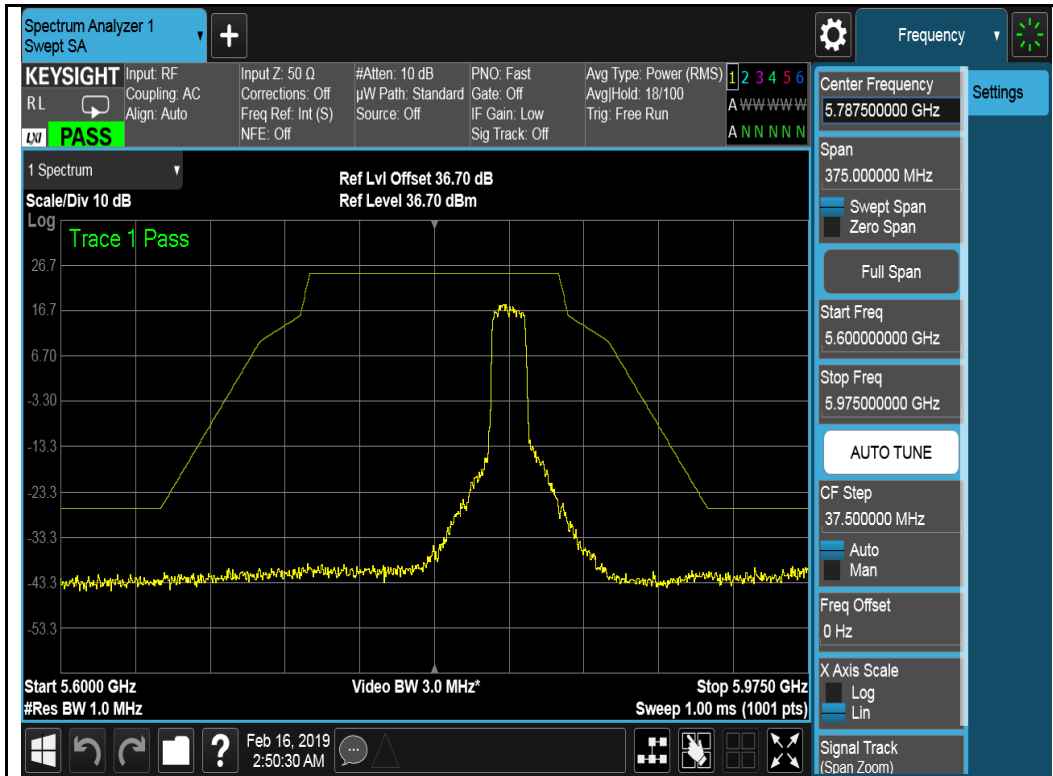 Spectrum Analyzer 1
Swept SA
+
Frequency
KEYSIGHT
R L
LXI
PASS
Input: RF
Coupling: AC
Align: Auto
Input Z: 50 Ω
Corrections: Off
Freq Ref: Int (S)
NFE: Off
#Atten: 10 dB
µW Path: Standard
Source: Off
PNO: Fast
Gate: Off
IF Gain: Low
Sig Track: Off
Avg Type: Power (RMS)
Avg|Hold: 18/100
Trig: Free Run
1 2 3 4 5 6
A W W W W W
A N N N N N
1 Spectrum
Scale/Div 10 dB
Ref Lvl Offset 36.70 dB
Ref Level 36.70 dBm
Log
Trace 1 Pass
26.7
16.7
6.70
-3.30
-13.3
-23.3
-33.3
-43.3
-53.3
Start 5.6000 GHz
#Res BW 1.0 MHz
Video BW 3.0 MHz*
Stop 5.9750 GHz
Sweep 1.00 ms (1001 pts)
Center Frequency
5.787500000 GHz
Span
375.000000 MHz
Swept Span
Zero Span
Full Span
Start Freq
5.600000000 GHz
Stop Freq
5.975000000 GHz
AUTO TUNE
CF Step
37.500000 MHz
Auto
Man
Freq Offset
0 Hz
X Axis Scale
Log
Lin
Signal Track
(Span Zoom)
Settings
?
Feb 16, 2019
2:50:30 AM